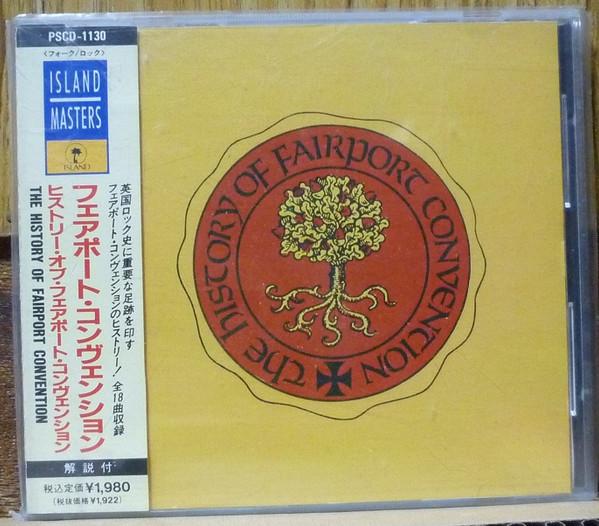 PSCD-1130
〈フォーク/ロック〉
ISLAND
MASTERS
ISLAND
英国ロック史に重要な足跡を印す
フェアポート・コンヴェンションのヒストリー!全18曲収録
フェアポート・コンヴェンション
ヒストリー・オブ・フェアポート・コンヴェンション
THE HISTORY OF FAIRPORT CONVENTION
解説付
税込定価¥1,980
(税抜価格¥1,922)
the hiStORy OF FAIRpORt CONVENTION